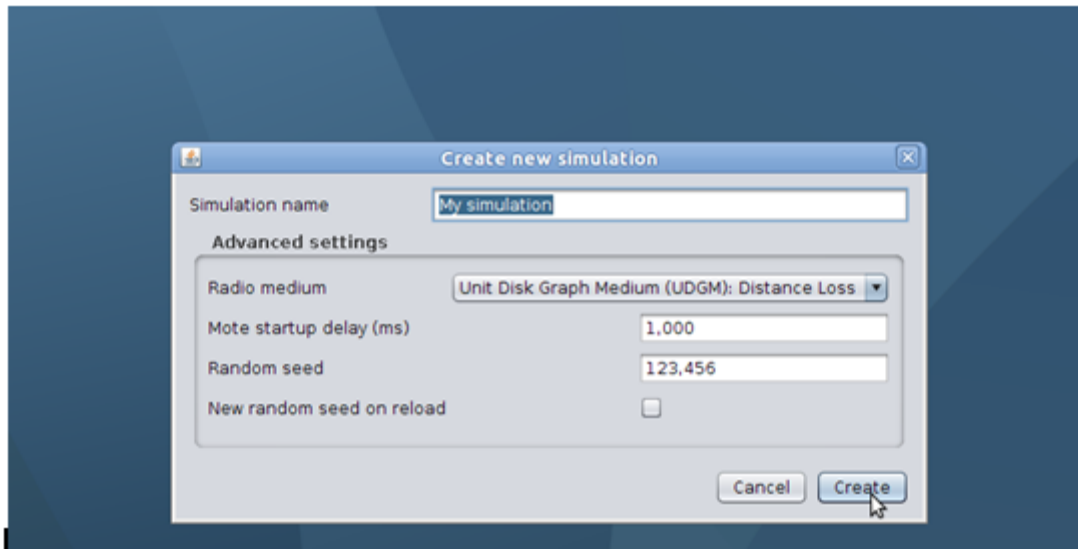 Create new simulation
Simulation name My simulation
Advanced settings
Radio medium Unit Disk Graph Medium (UDGM): Distance Loss
Mote startup delay (ms) 1,000
Random seed 123,456
New random seed on reload
Cancel Create